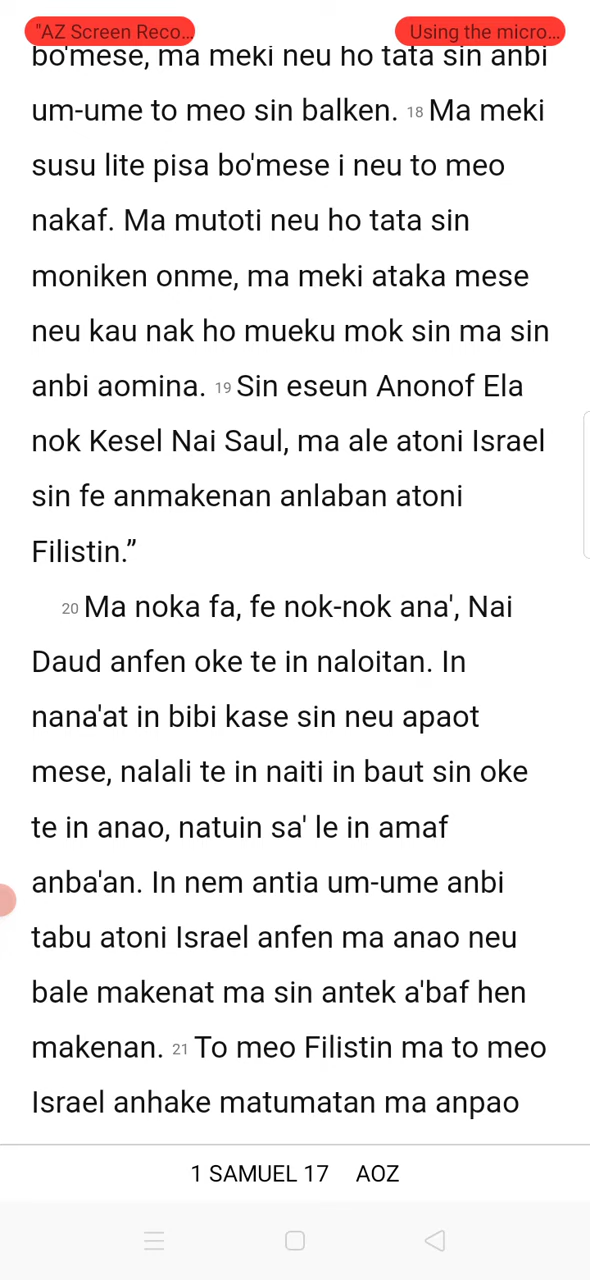 "AZ Screen Reco... Using the micro...
bo'mese, ma meki neu ho tata sin anbi
um-ume to meo sin balken. 18 Ma meki
susu lite pisa bo'mese i neu to meo
nakaf. Ma mutoti neu ho tata sin
moniken onme, ma meki ataka mese
neu kau nak ho mueku mok sin ma sin
anbi aomina. 19 Sin eseun Anonof Ela
nok Kesel Nai Saul, ma ale atoni Israel
sin fe anmakenan anlaban atoni
Filistin.”
20 Ma noka fa, fe nok-nok ana', Nai
Daud anfen oke te in naloitan. In
nana'at in bibi kase sin neu apaot
mese, nalali te in naiti in baut sin oke
te in anao, natuin sa' le in amaf
anba'an. In nem antia um-ume anbi
tabu atoni Israel anfen ma anao neu
bale makenat ma sin antek a'baf hen
makenan. 21 To meo Filistin ma to meo
Israel anhake matumatan ma anpao
1 SAMUEL 17 AOZ